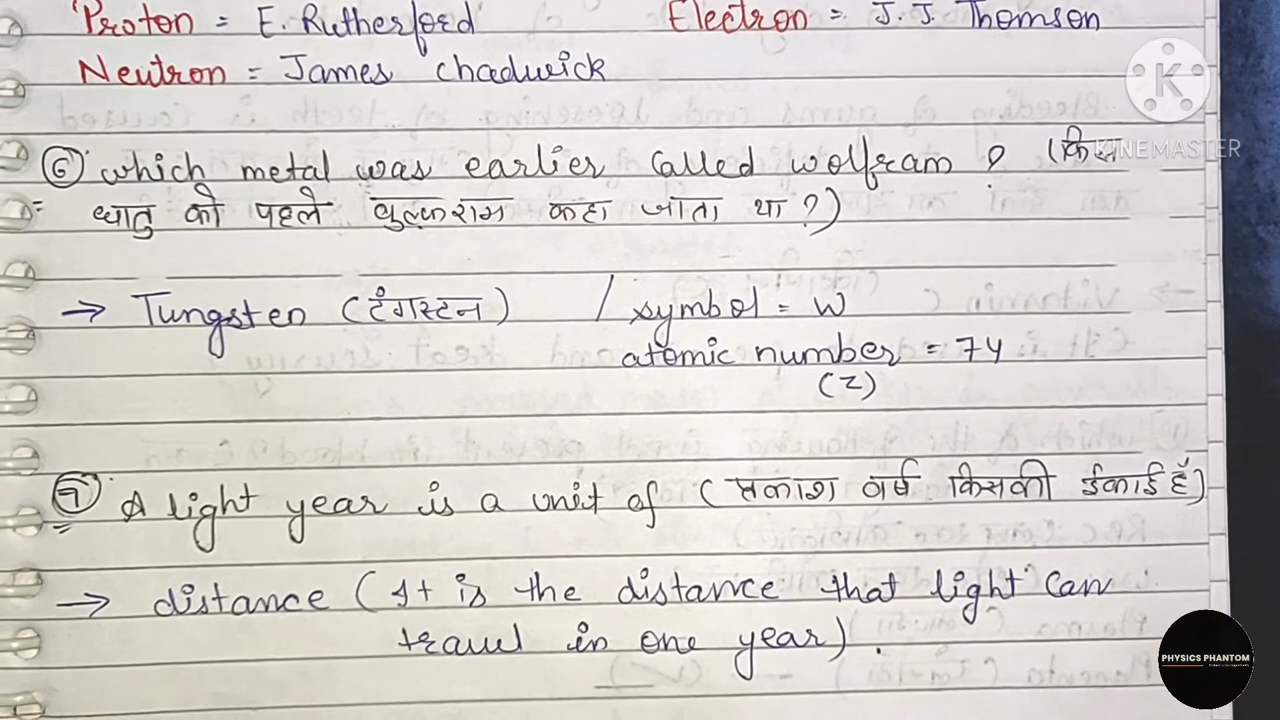 Proton = E. Rutherford Electron = J. J. Thomson
Neutron = James Chadwick
KINEMASTER
⑥ which metal was earlier called wolfram ? (किस
धातु को पहले वुल्फराम कहा जाता था ?)
→ Tungsten (टंगस्टन) / symbol = W
atomic number = 74
(Z)
⑦ A light year is a unit of (प्रकाश वर्ष किसकी ईकाई हैं)
→ distance (It is the distance that light can
travel in one year).
PHYSICS PHANTOM